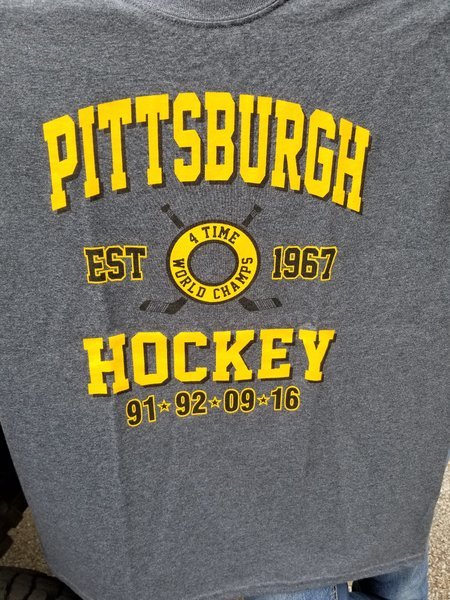 PITTSBURGH
EST 1967
4 TIME
WORLD CHAMPS
HOCKEY
91☆92☆09☆16